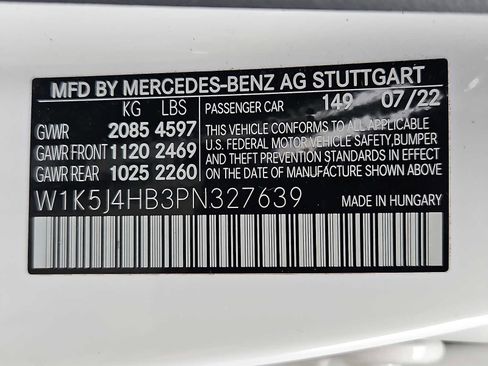 MFD BY MERCEDES-BENZ AG STUTTGART
KG LBS PASSENGER CAR 149 07/22
GVWR 2085 4597
GAWR FRONT 1120 2469
GAWR REAR 1025 2260
THIS VEHICLE CONFORMS TO ALL APPLICABLE
U.S. FEDERAL MOTOR VEHICLE SAFETY, BUMPER
AND THEFT PREVENTION STANDARDS IN EFFECT
ON THE DATE OF MANUFACTURE SHOWN ABOVE.
W1K5J4HB3PN327639 MADE IN HUNGARY